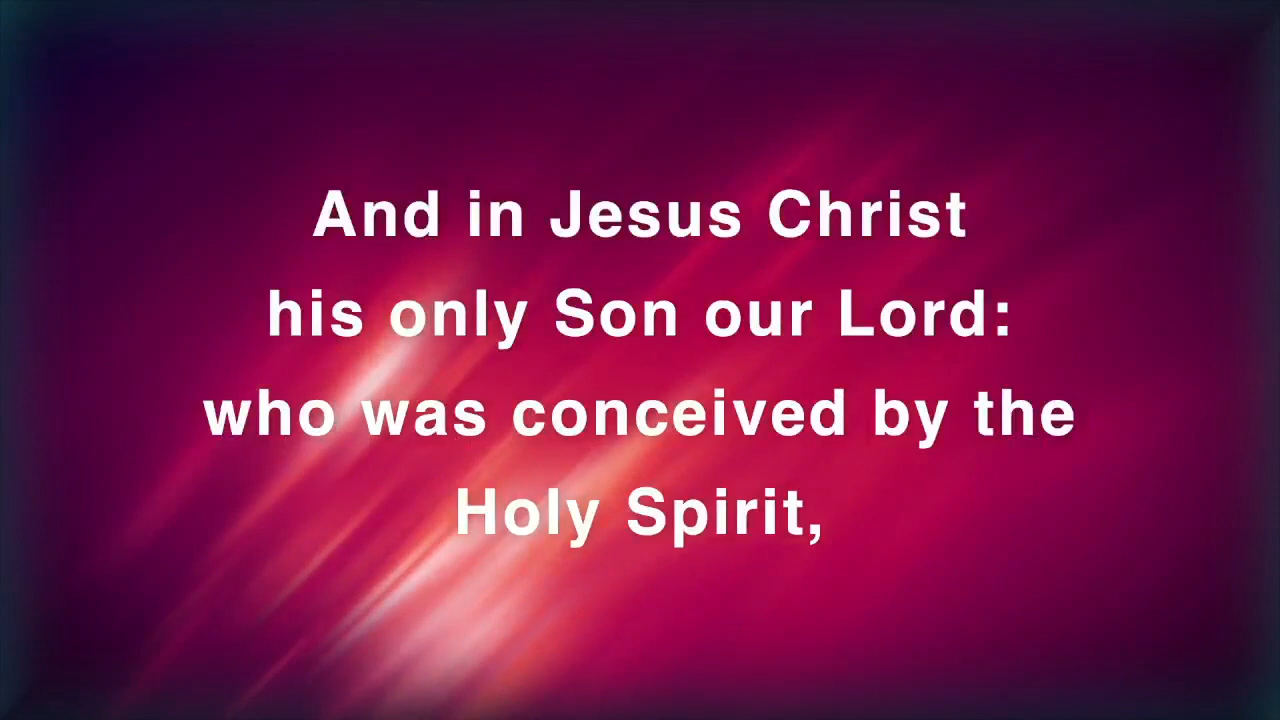 And in Jesus Christ
his only Son our Lord:
who was conceived by the
Holy Spirit,